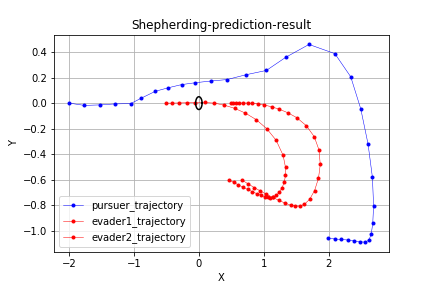 Shepherding-prediction-result
Y
0.4
0.2
0.0
−0.2
−0.4
−0.6
−0.8
−1.0
pursuer_trajectory
evader1_trajectory
evader2_trajectory
−2 −1 0 1 2
X